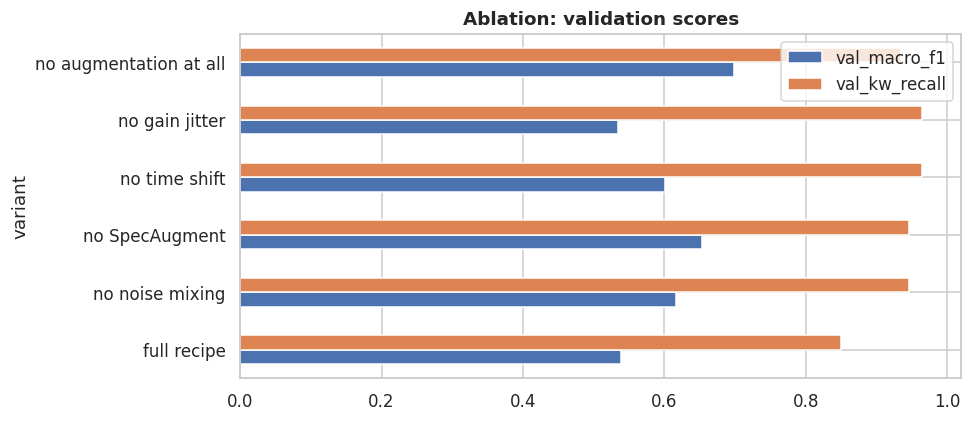 Ablation: validation scores
val_macro_f1
val_kw_recall
variant
no augmentation at all
no gain jitter
no time shift
no SpecAugment
no noise mixing
full recipe
0.0 0.2 0.4 0.6 0.8 1.0